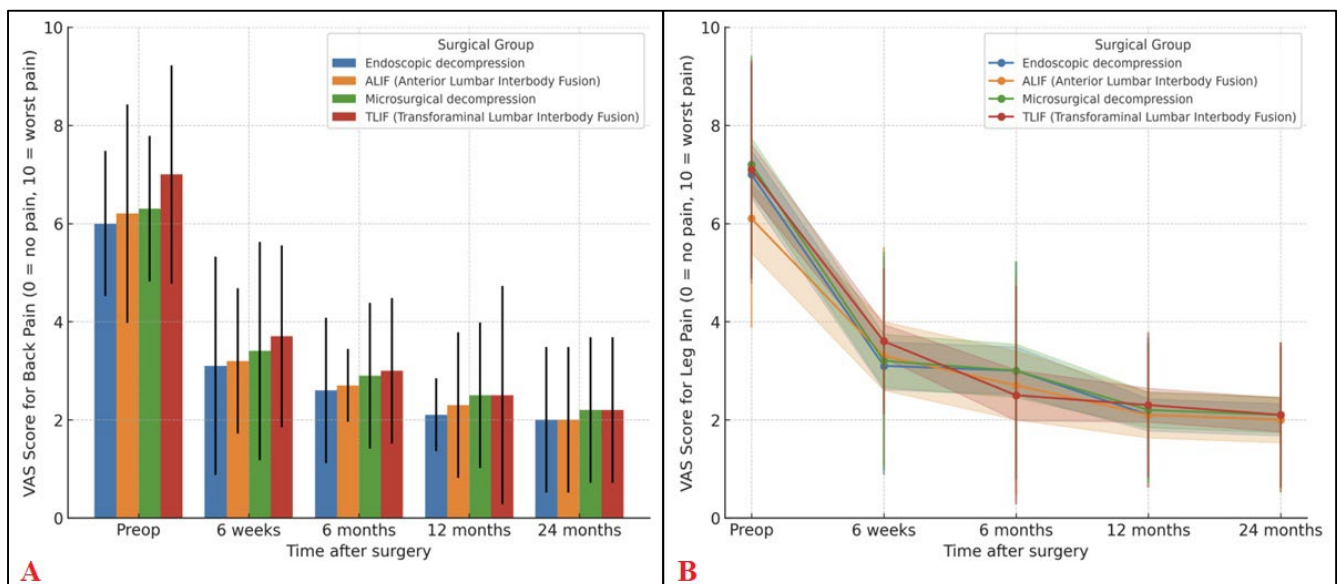 VAS Score for Back Pain (0 = no pain, 10 = worst pain)
10
8
6
4
2
0
Surgical Group
Endoscopic decompression
ALIF (Anterior Lumbar Interbody Fusion)
Microsurgical decompression
TLIF (Transforaminal Lumbar Interbody Fusion)
Preop 6 weeks 6 months 12 months 24 months
Time after surgery
A
VAS Score for Leg Pain (0 = no pain, 10 = worst pain)
10
8
6
4
2
0
Surgical Group
Endoscopic decompression
ALIF (Anterior Lumbar Interbody Fusion)
Microsurgical decompression
TLIF (Transforaminal Lumbar Interbody Fusion)
Preop 6 weeks 6 months 12 months 24 months
Time after surgery
B